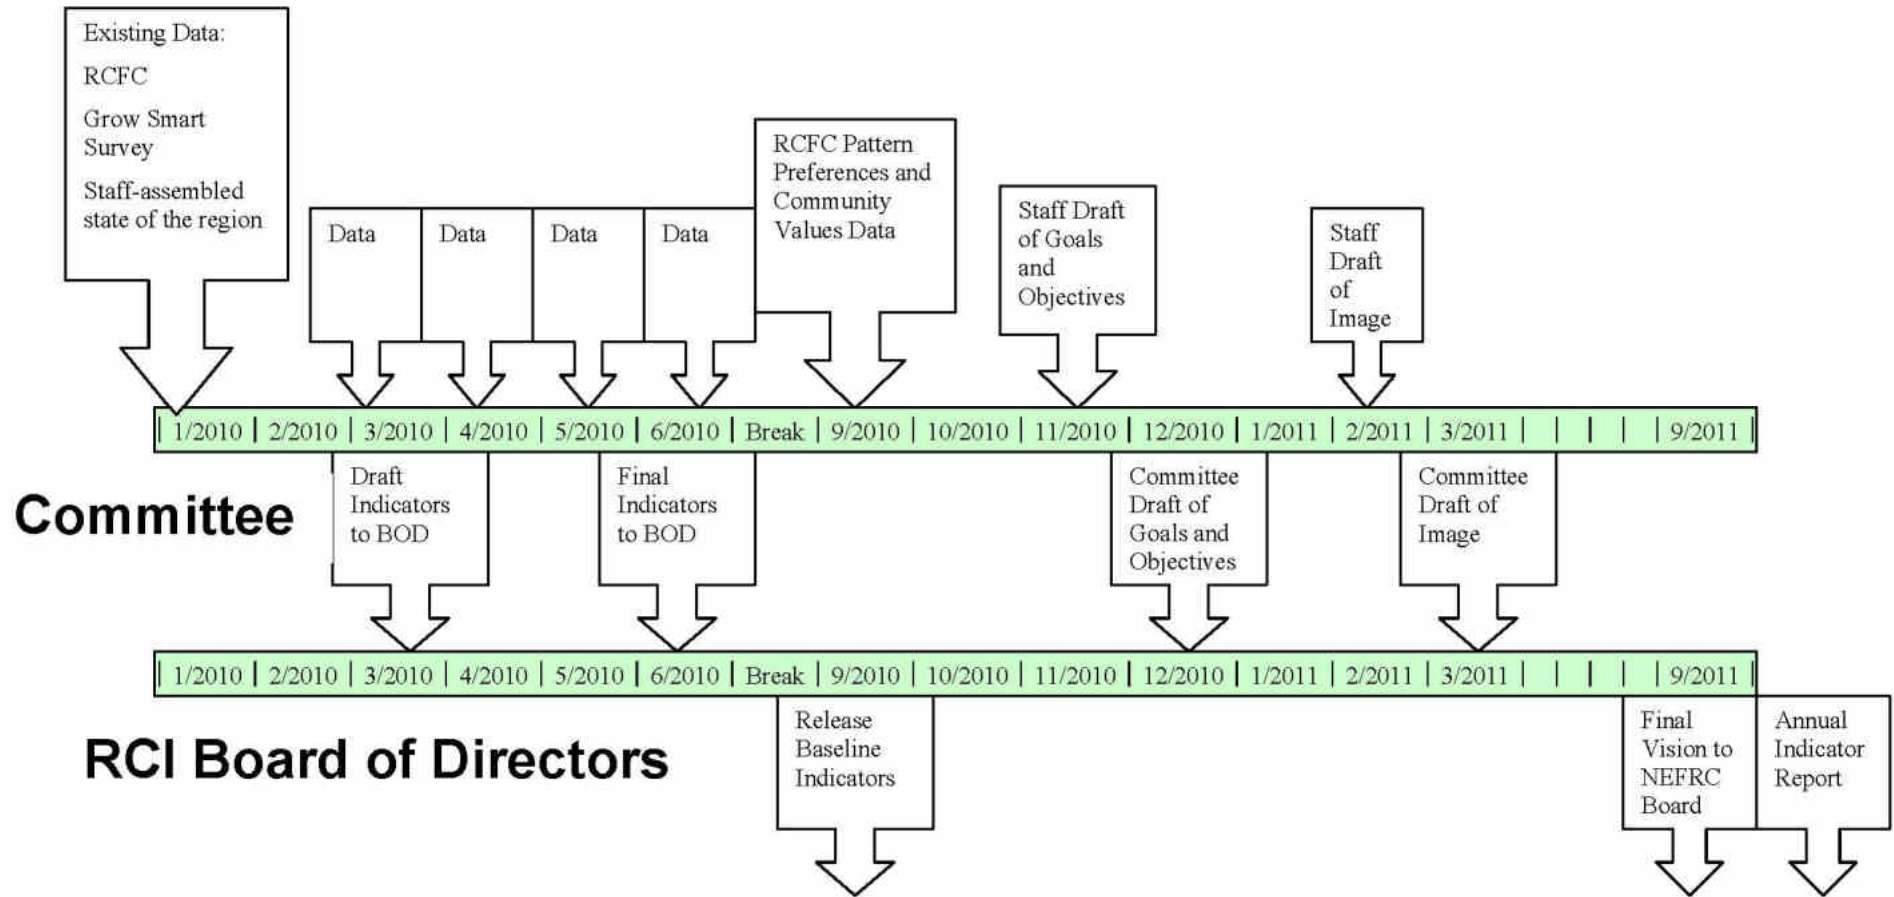 Existing Data:
RCFC
Grow Smart
Survey
Staff-assembled
state of the region
Data
Data
Data
Data
RCFC Pattern
Preferences and
Community
Values Data
Staff Draft
of Goals
and
Objectives
Staff
Draft
of
Image
| 1/2010 | 2/2010 | 3/2010 | 4/2010 | 5/2010 | 6/2010 | Break | 9/2010 | 10/2010 | 11/2010 | 12/2010 | 1/2011 | 2/2011 | 3/2011 | | | | | 9/2011 |
Committee
Draft
Indicators
to BOD
Final
Indicators
to BOD
Committee
Draft of
Goals and
Objectives
Committee
Draft of
Image
| 1/2010 | 2/2010 | 3/2010 | 4/2010 | 5/2010 | 6/2010 | Break | 9/2010 | 10/2010 | 11/2010 | 12/2010 | 1/2011 | 2/2011 | 3/2011 | | | | | 9/2011 |
RCI Board of Directors
Release
Baseline
Indicators
Final
Vision to
NEFRC
Board
Annual
Indicator
Report